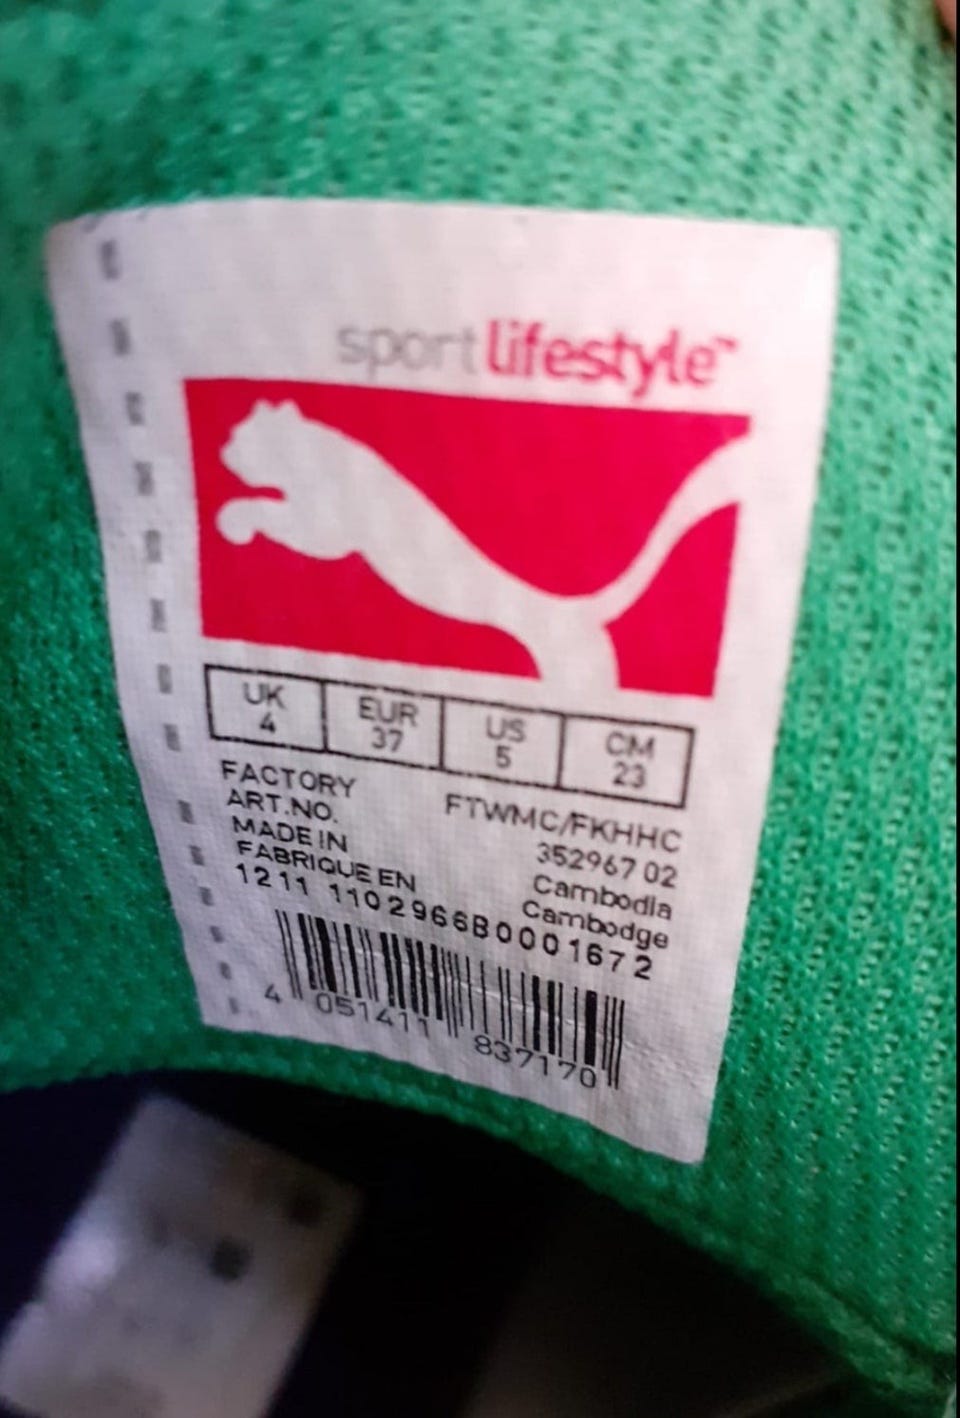 sportlifestyle™
UK EUR US CM
4 37 5 23
FACTORY FTWMC/FKHHC
ART.NO. 352967 02
MADE IN Cambodia
FABRIQUE EN Cambodge
1211 1102966B0001672
4 051411 837170